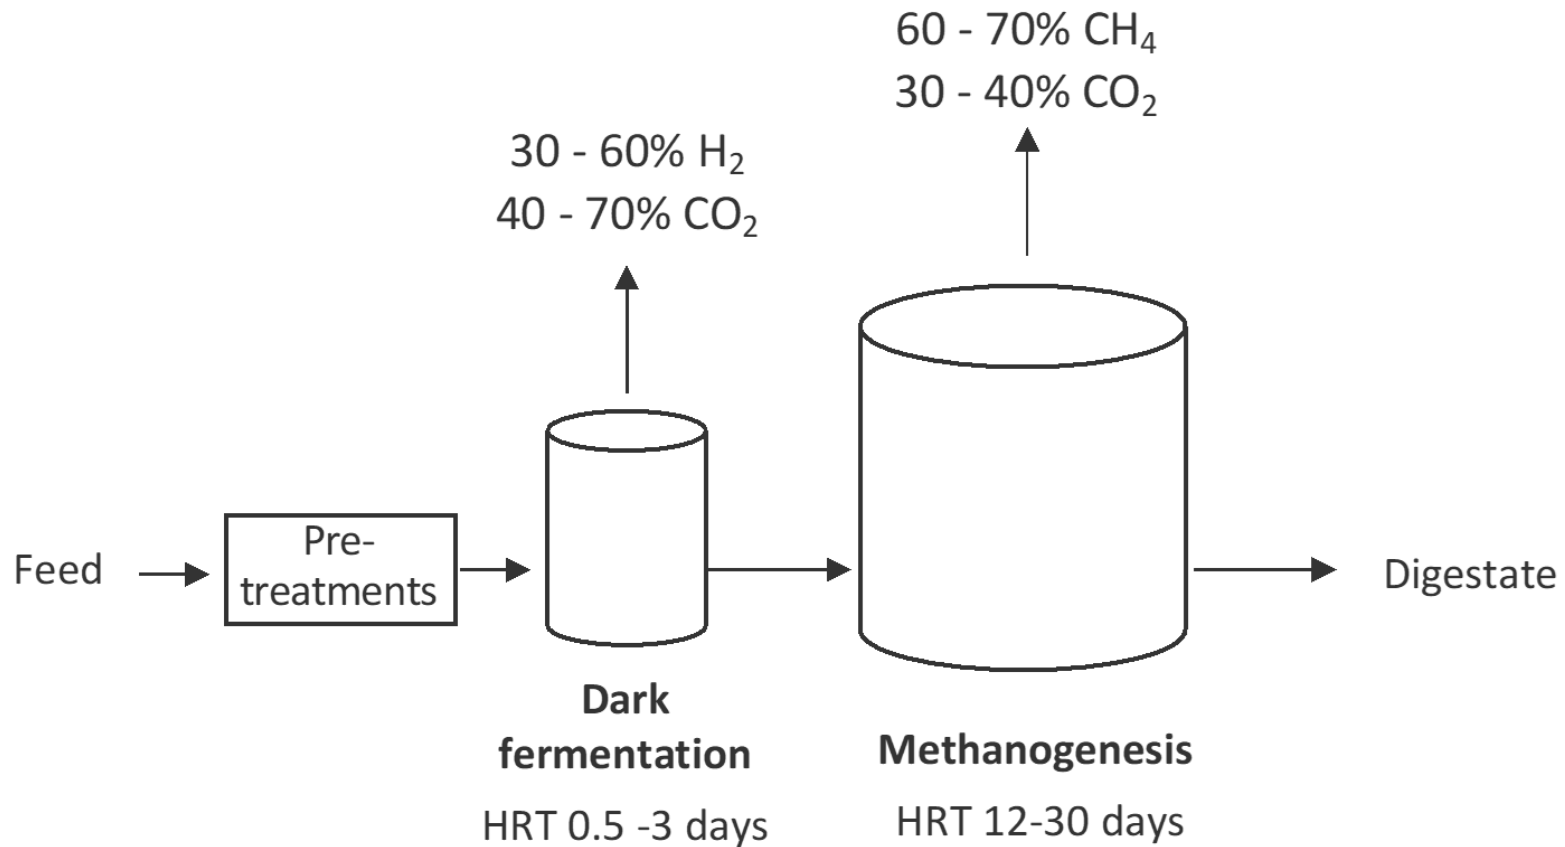 60 - 70% CH₄
30 - 40% CO₂
30 - 60% H₂
40 - 70% CO₂
Feed
Pre-
treatments
Digestate
Dark
fermentation
HRT 0.5 -3 days
Methanogenesis
HRT 12-30 days